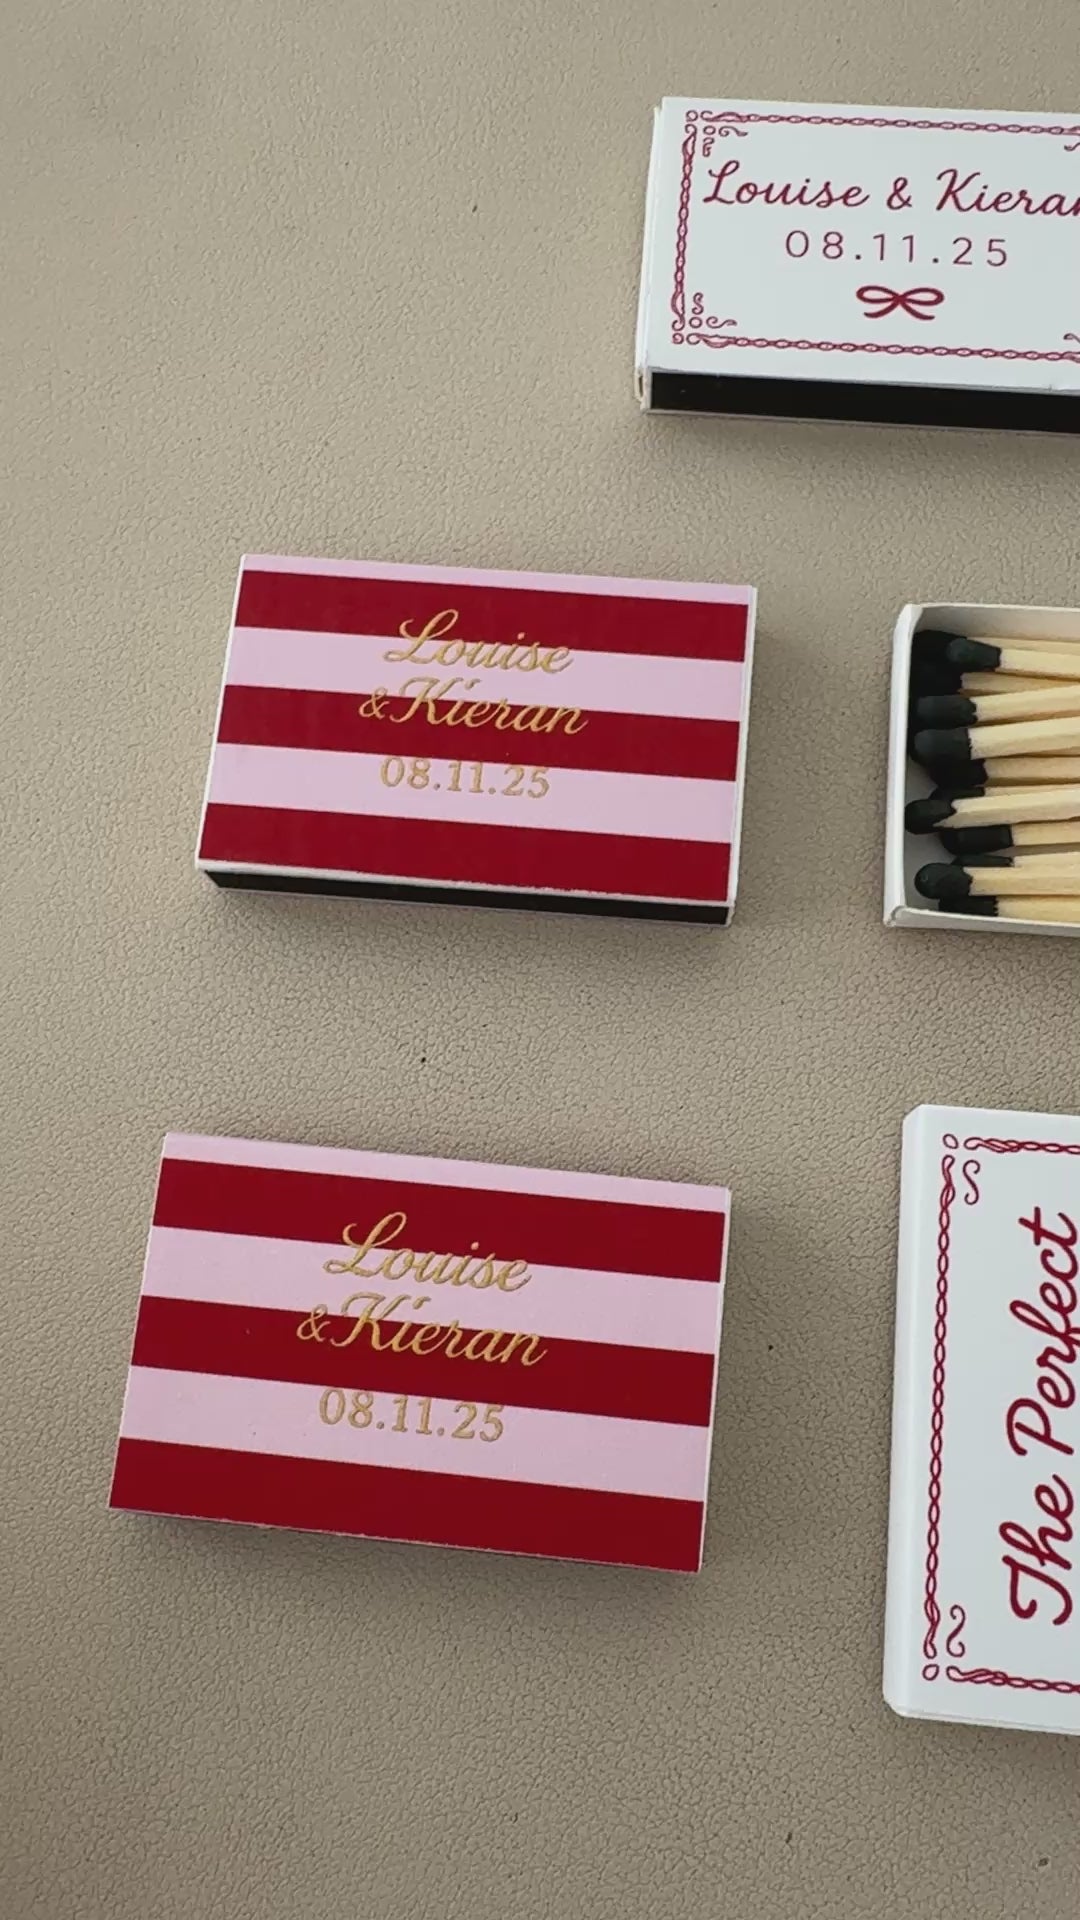 Louise & Kieran
08.11.25
Louise
& Kieran
08.11.25
Louise
& Kieran
08.11.25
The Perfect